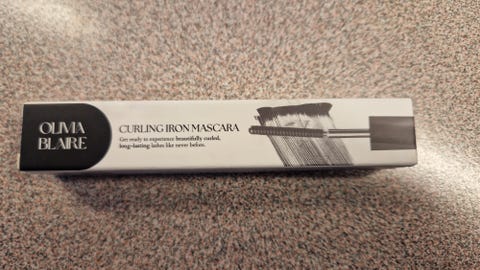 OLIVIA
BLAIRE
CURLING IRON MASCARA
Get ready to experience beautifully curled,
long-lasting lashes like never before.